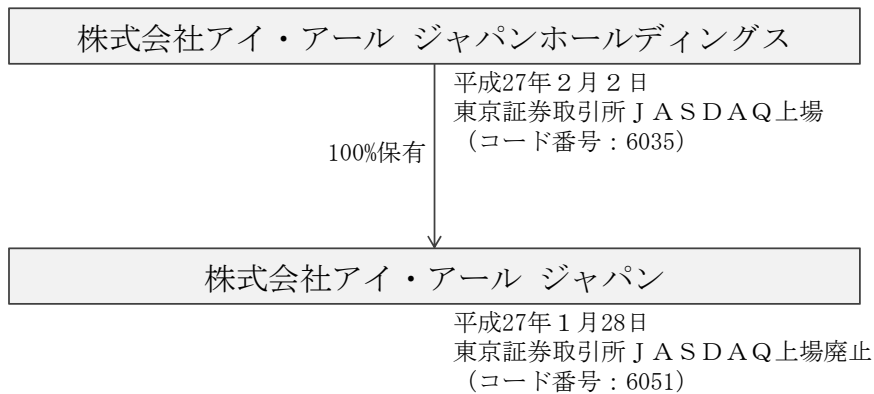 株式会社アイ・アール ジャパンホールディングス
平成27年２月２日
東京証券取引所ＪＡＳＤＡＱ上場
（コード番号：6035）
100%保有
株式会社アイ・アール ジャパン
平成27年１月28日
東京証券取引所ＪＡＳＤＡＱ上場廃止
（コード番号：6051）